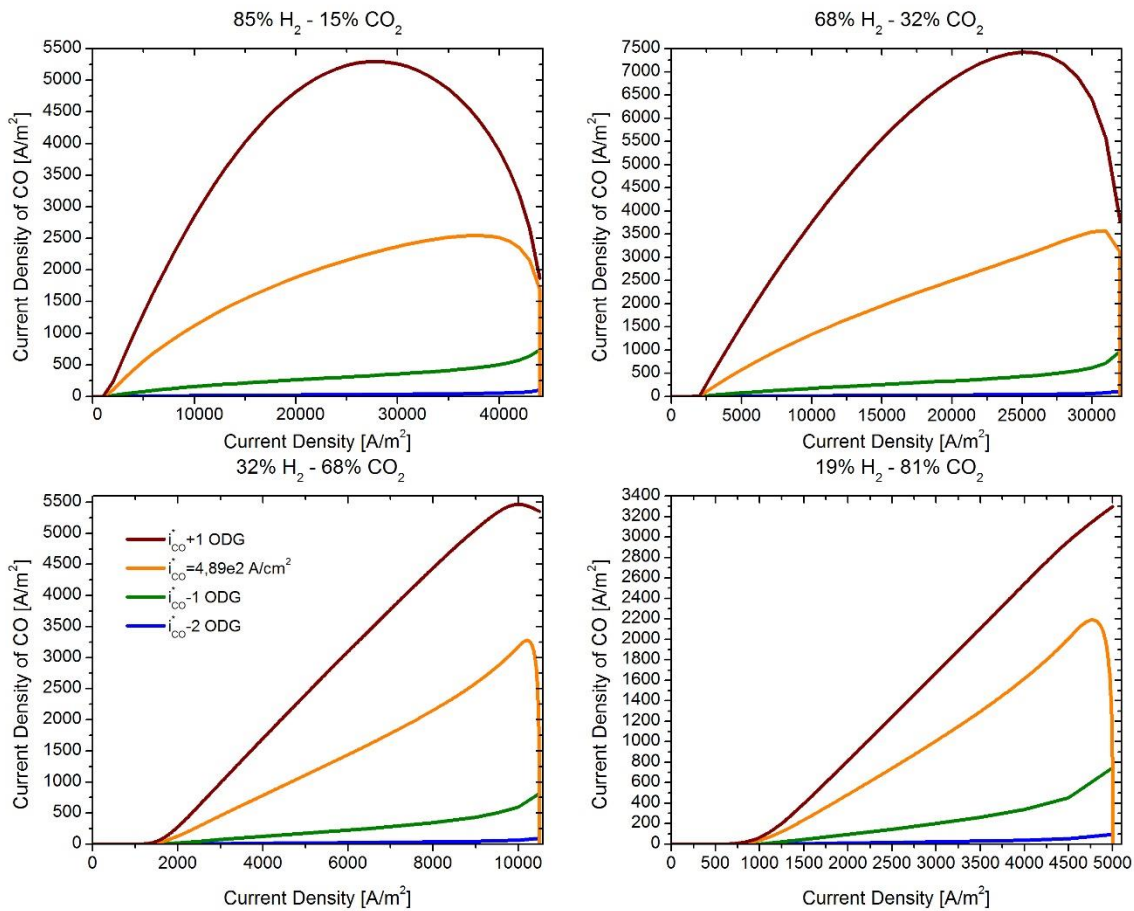 85% H₂ - 15% CO₂
Current Density of CO [A/m²]
5500
5000
4500
4000
3500
3000
2500
2000
1500
1000
500
0
0 10000 20000 30000 40000
Current Density [A/m²]
68% H₂ - 32% CO₂
Current Density of CO [A/m²]
7500
7000
6500
6000
5500
5000
4500
4000
3500
3000
2500
2000
1500
1000
500
0
0 5000 10000 15000 20000 25000 30000
Current Density [A/m²]
32% H₂ - 68% CO₂
Current Density of CO [A/m²]
5500
5000
4500
4000
3500
3000
2500
2000
1500
1000
500
0
i*CO+1 ODG
i*CO=4,89e2 A/cm²
i*CO-1 ODG
i*CO-2 ODG
0 2000 4000 6000 8000 10000
Current Density [A/m²]
19% H₂ - 81% CO₂
Current Density of CO [A/m²]
3400
3200
3000
2800
2600
2400
2200
2000
1800
1600
1400
1200
1000
800
600
400
200
0
0 500 1000 1500 2000 2500 3000 3500 4000 4500 5000
Current Density [A/m²]